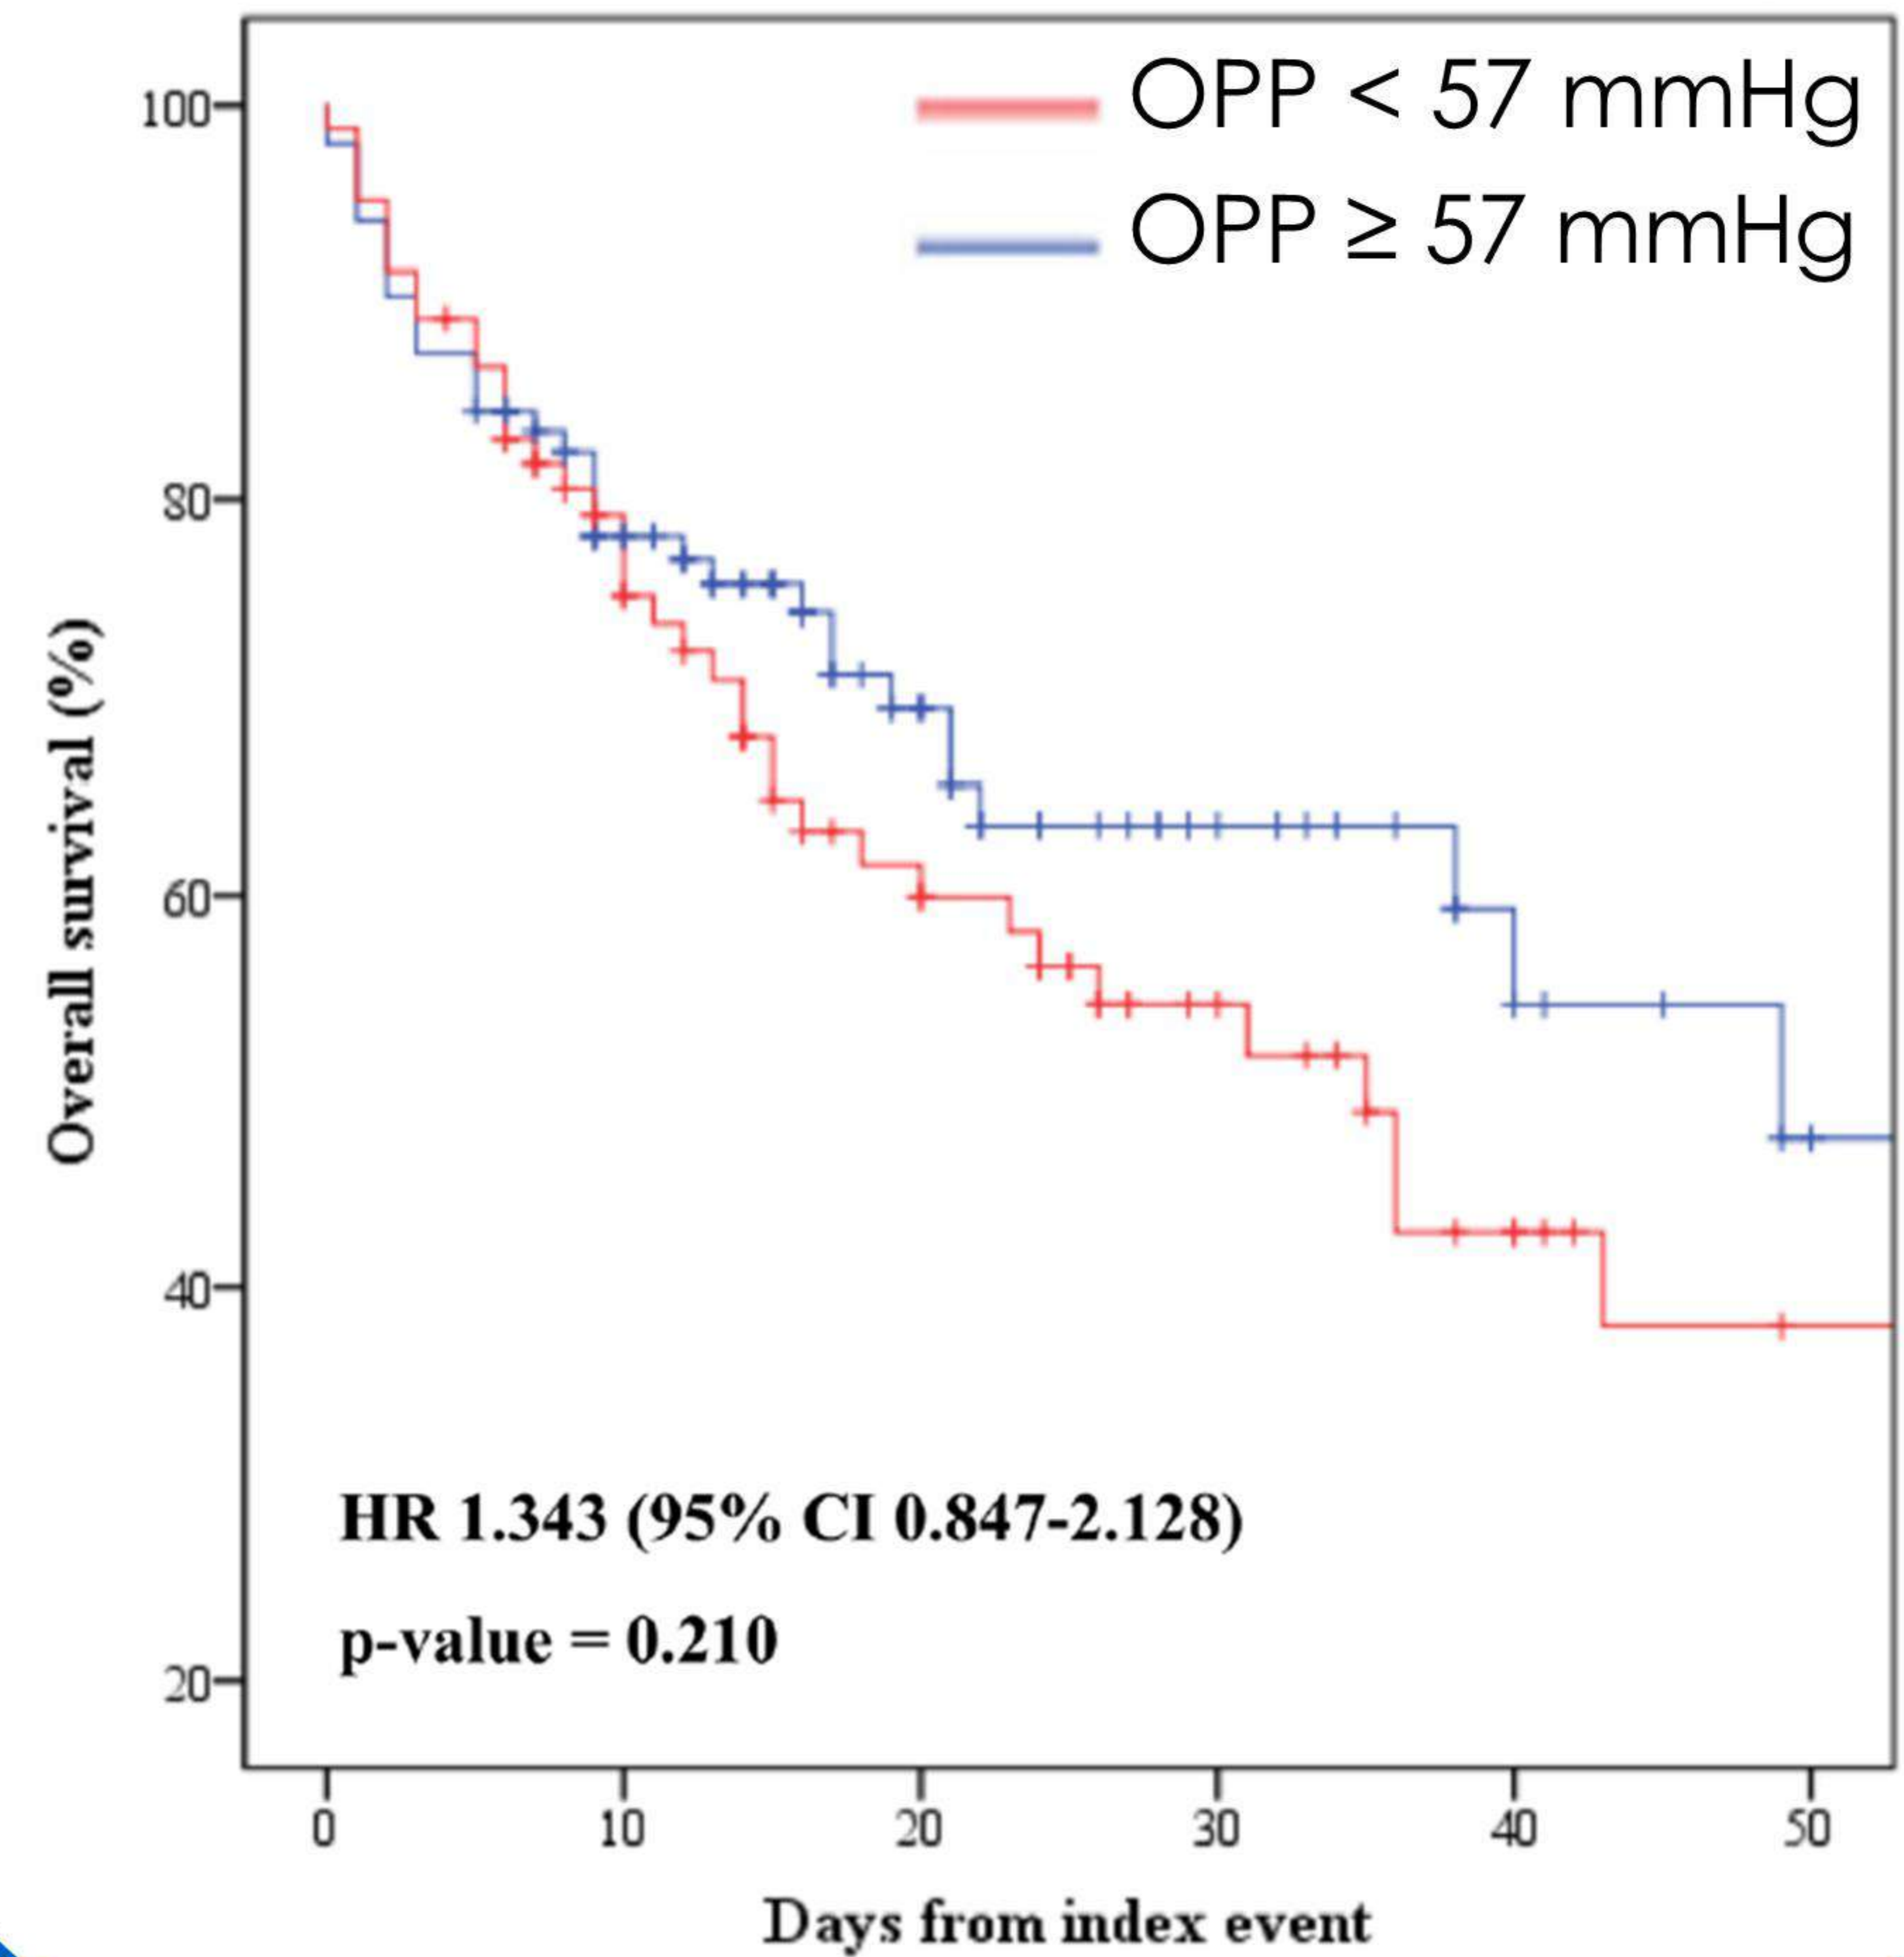 OPP < 57 mmHg
OPP ≥ 57 mmHg
100
80
60
40
20
Overall survival (%)
HR 1.343 (95% CI 0.847-2.128)
p-value = 0.210
0 10 20 30 40 50
Days from index event